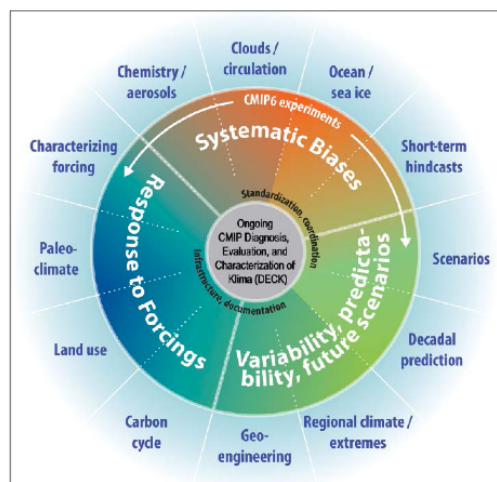 Clouds /
circulation
Ocean /
sea ice
Short-term
hindcasts
Scenarios
Decadal
prediction
Regional climate /
extremes
Geo-
engineering
Carbon
cycle
Land use
Paleo-
climate
Characterizing
forcing
Chemistry /
aerosols
CMIP6 experiments
Systematic Biases
Variability, predicta-
bility, future scenarios
Response to Forcings
Standardization, coordination
Infrastructure, documentation
Ongoing
CMIP Diagnosis,
Evaluation, and
Characterization of
Klima (DECK)